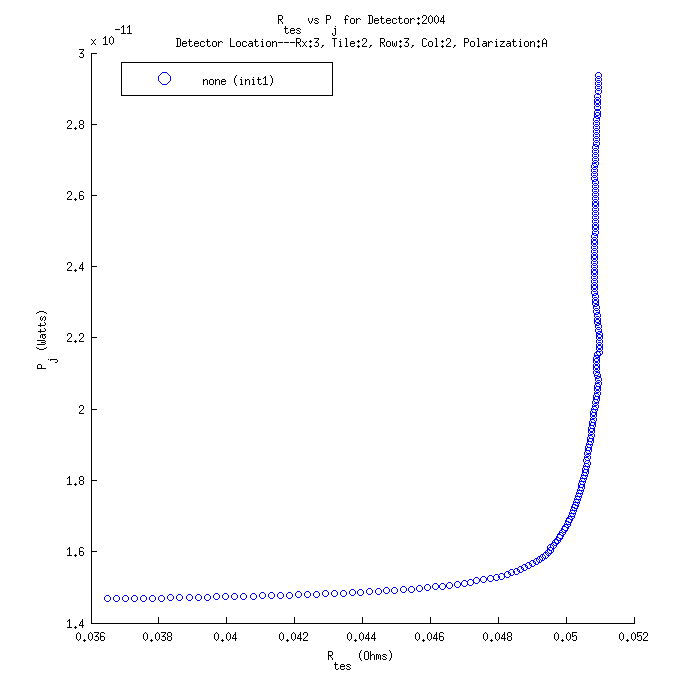 R_tes vs P_j for Detector:2004
Detector Location---Rx:3, Tile:2, Row:3, Col:2, Polarization:A
x 10^-11
none (init1)
3
2.8
2.6
2.4
2.2
2
1.8
1.6
1.4
P_j (Watts)
0.036 0.038 0.04 0.042 0.044 0.046 0.048 0.05 0.052
R_tes (Ohms)